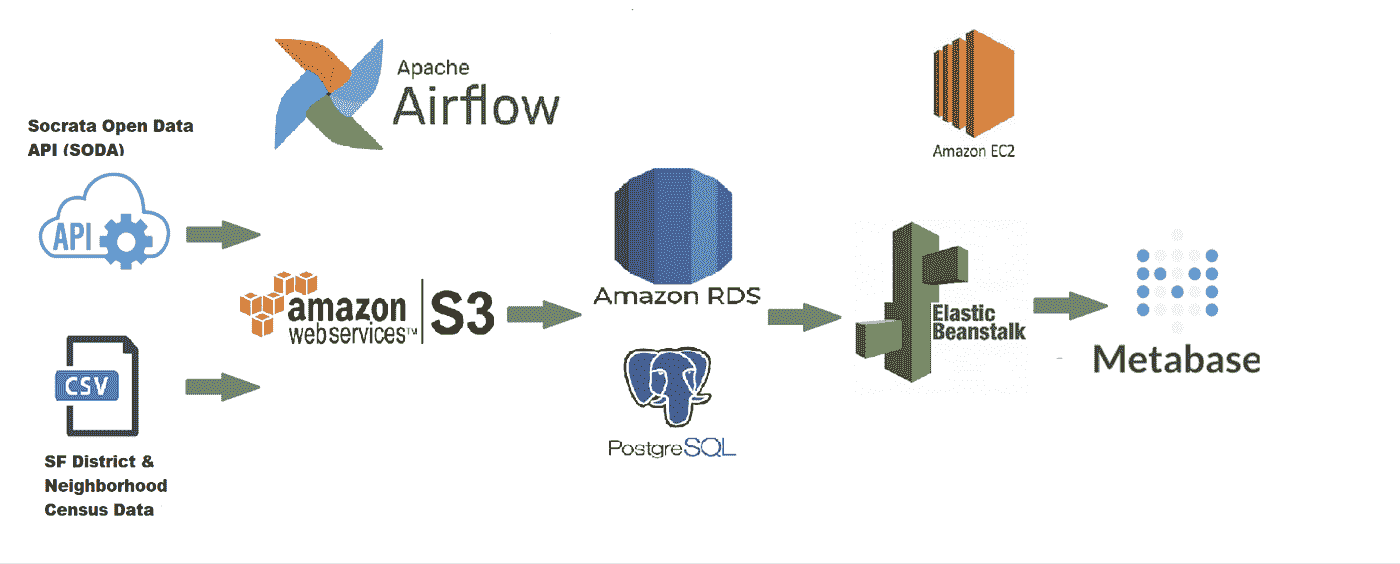 Apache
Airflow
Amazon EC2
Socrata Open Data
API (SODA)
API
amazon
webservices™
S3
Amazon RDS
Elastic
Beanstalk
Metabase
CSV
PostgreSQL
SF District &
Neighborhood
Census Data